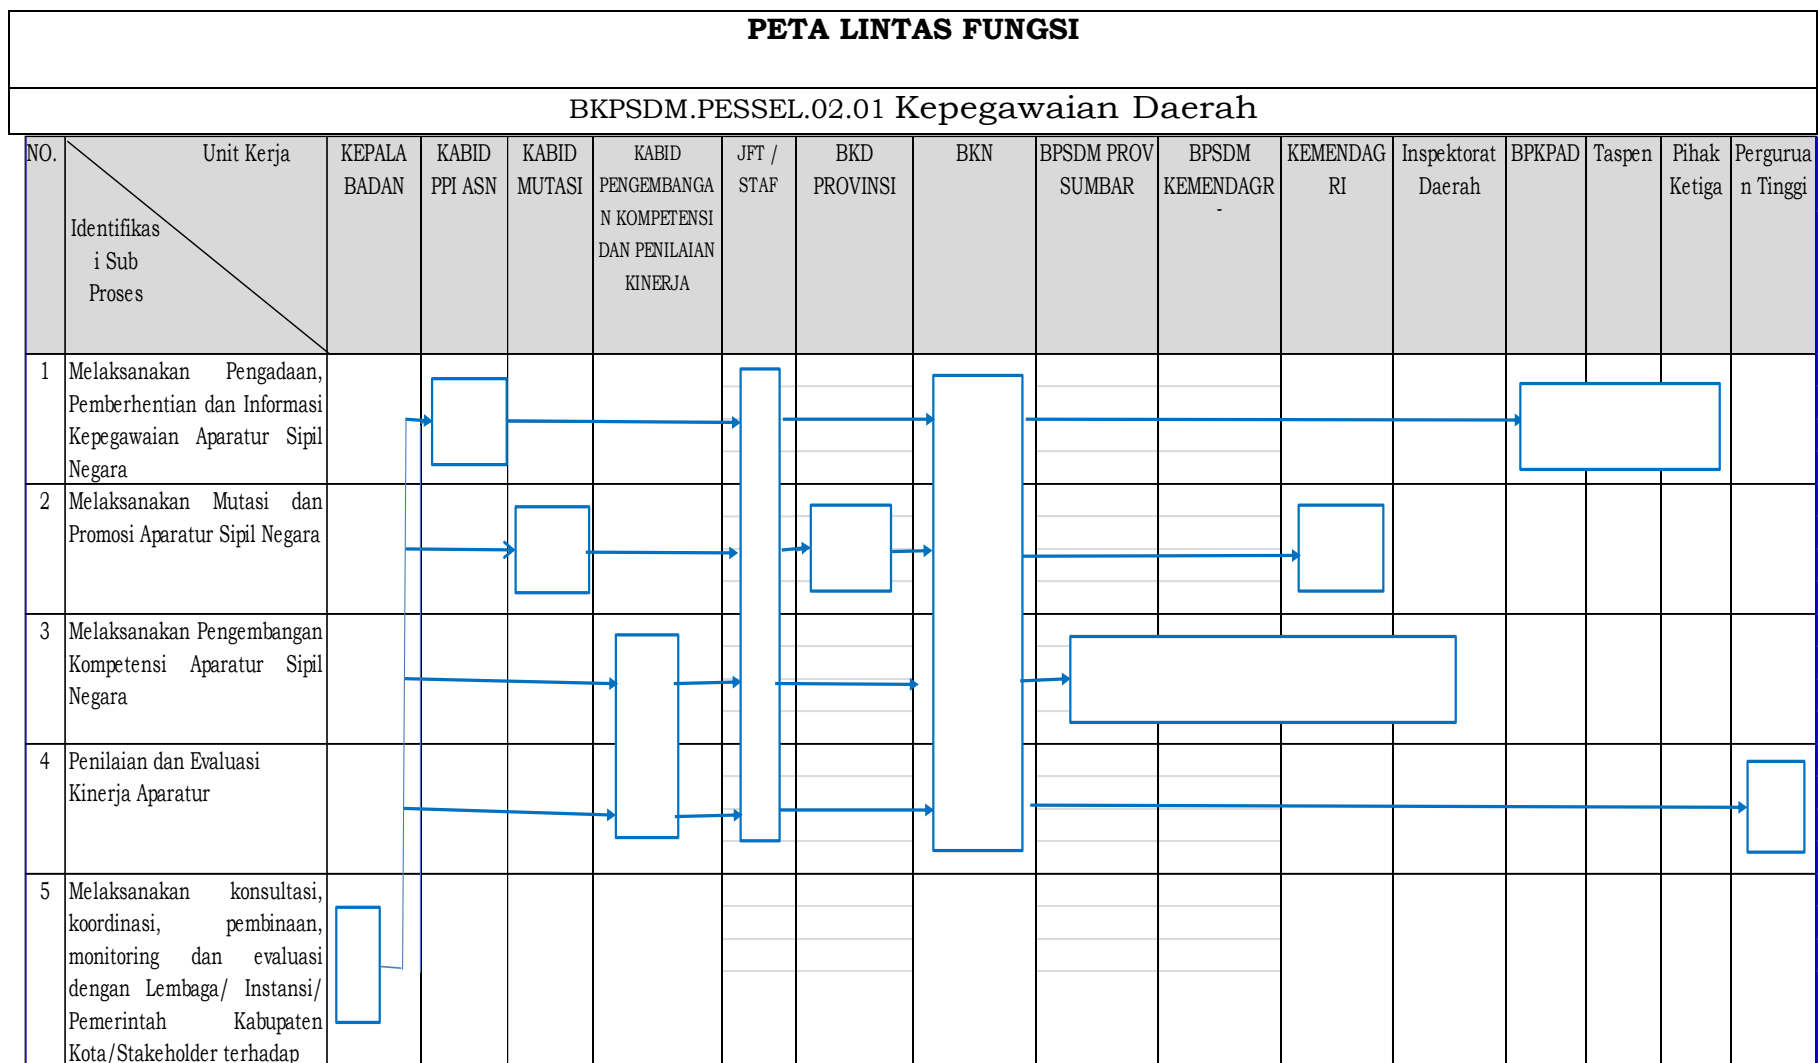 PETA LINTAS FUNGSI
BKPSDM.PESSEL.02.01 Kepegawaian Daerah
NO.
Unit Kerja
Identifikas
i Sub
Proses
KEPALA
BADAN
KABID
PPI ASN
KABID
MUTASI
KABID
PENGEMBANGA
N KOMPETENSI
DAN PENILAIAN
KINERJA
JFT /
STAF
BKD
PROVINSI
BKN
BPSDM PROV
SUMBAR
BPSDM
KEMENDAGR
KEMENDAG
RI
Inspektorat
Daerah
BPKPAD
Taspen
Pihak
Ketiga
Pergurua
n Tinggi
1 Melaksanakan Pengadaan,
Pemberhentian dan Informasi
Kepegawaian Aparatur Sipil
Negara
2 Melaksanakan Mutasi dan
Promosi Aparatur Sipil Negara
3 Melaksanakan Pengembangan
Kompetensi Aparatur Sipil
Negara
4 Penilaian dan Evaluasi
Kinerja Aparatur
5 Melaksanakan konsultasi,
koordinasi, pembinaan,
monitoring dan evaluasi
dengan Lembaga/ Instansi/
Pemerintah Kabupaten
Kota/Stakeholder terhadap